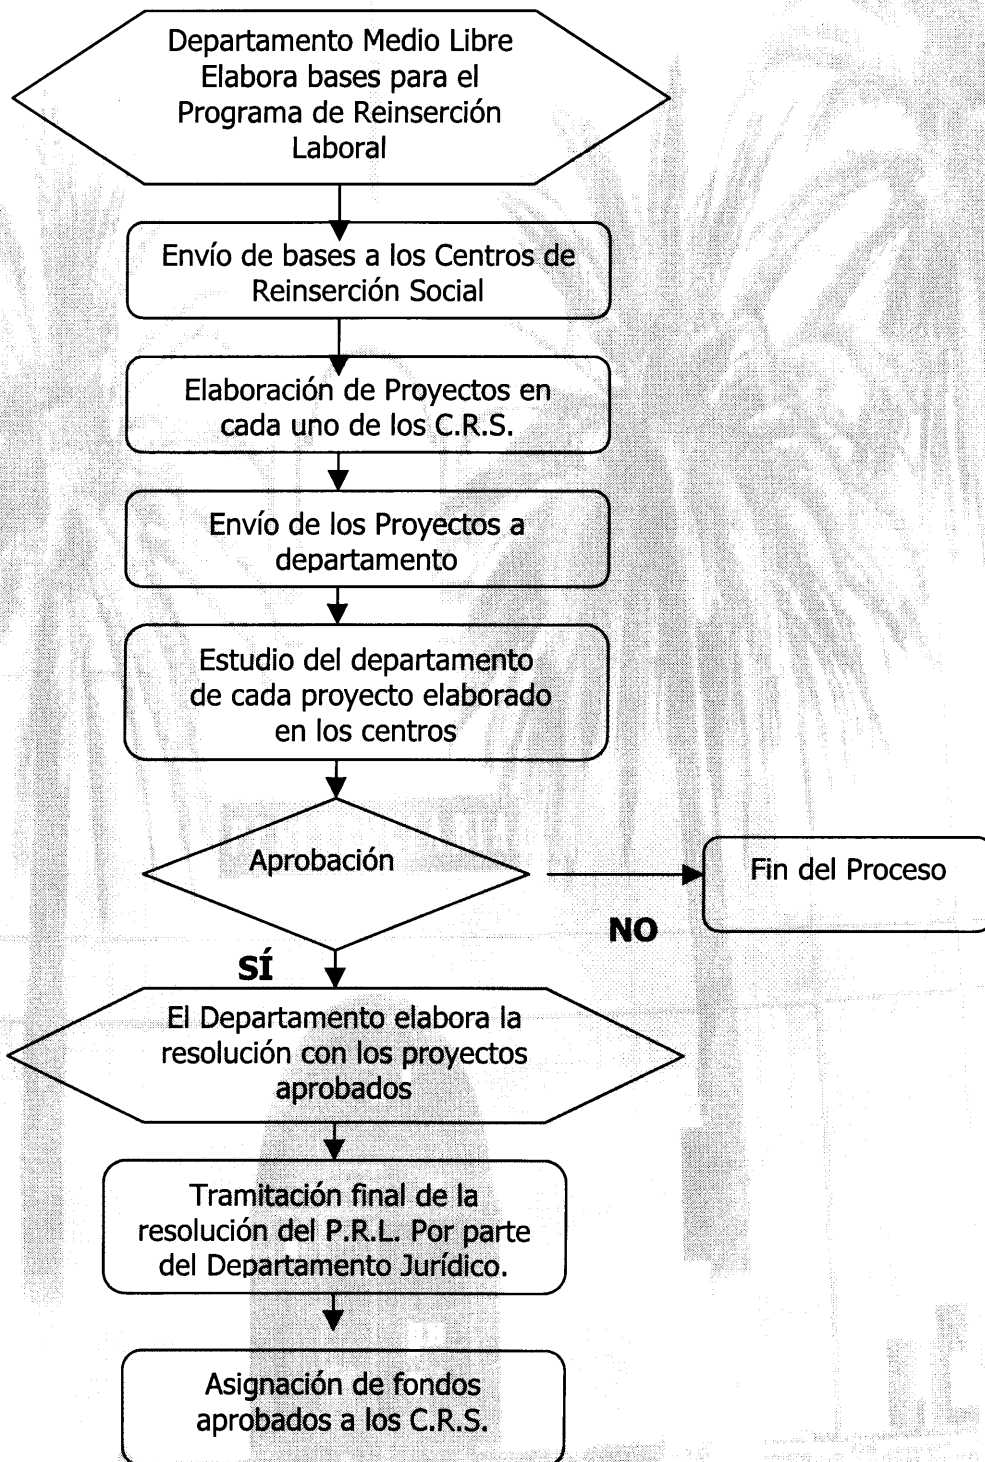 Departamento Medio Libre
Elabora bases para el
Programa de Reinserción
Laboral
Envío de bases a los Centros de
Reinserción Social
Elaboración de Proyectos en
cada uno de los C.R.S.
Envío de los Proyectos a
departamento
Estudio del departamento
de cada proyecto elaborado
en los centros
Aprobación
Fin del Proceso
NO
SÍ
El Departamento elabora la
resolución con los proyectos
aprobados
Tramitación final de la
resolución del P.R.L. Por parte
del Departamento Jurídico.
Asignación de fondos
aprobados a los C.R.S.